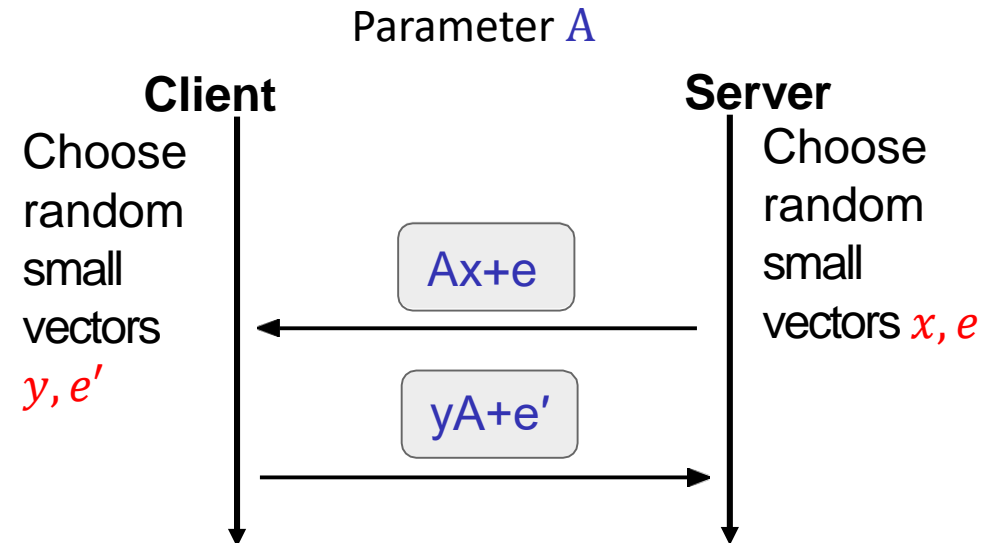 Parameter A
Client
Server
Choose
random
small
vectors
y, e′
Choose
random
small
vectors x, e
Ax+e
yA+e′